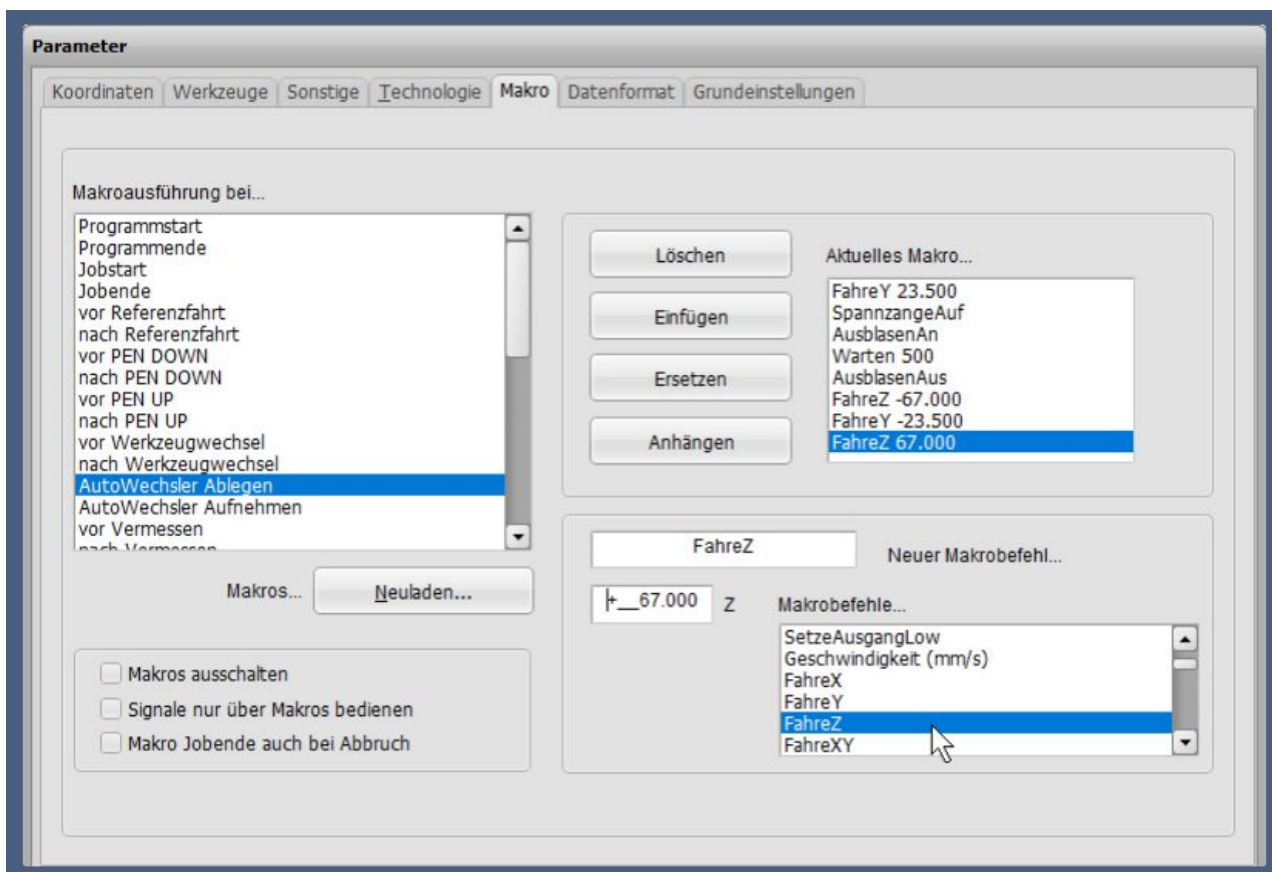 Parameter
Koordinaten Werkzeuge Sonstige Technologie Makro Datenformat Grundeinstellungen
Makroausführung bei...
Programmstart
Programmende
Jobstart
Jobende
vor Referenzfahrt
nach Referenzfahrt
vor PEN DOWN
nach PEN DOWN
vor PEN UP
nach PEN UP
vor Werkzeugwechsel
nach Werkzeugwechsel
AutoWechsler Ablegen
AutoWechsler Aufnehmen
vor Vermessen
nach Vermessen
Makros...
Neuladen...
Makros ausschalten
Signale nur über Makros bedienen
Makro Jobende auch bei Abbruch
Löschen
Einfügen
Ersetzen
Anhängen
Aktuelles Makro...
FahreY 23.500
SpannzangeAuf
AusblasenAn
Warten 500
AusblasenAus
FahreZ -67.000
FahreY -23.500
FahreZ 67.000
FahreZ
Neuer Makrobefehl...
+__67.000 Z
Makrobefehle...
SetzeAusgangLow
Geschwindigkeit (mm/s)
FahreX
FahreY
FahreZ
FahreXY